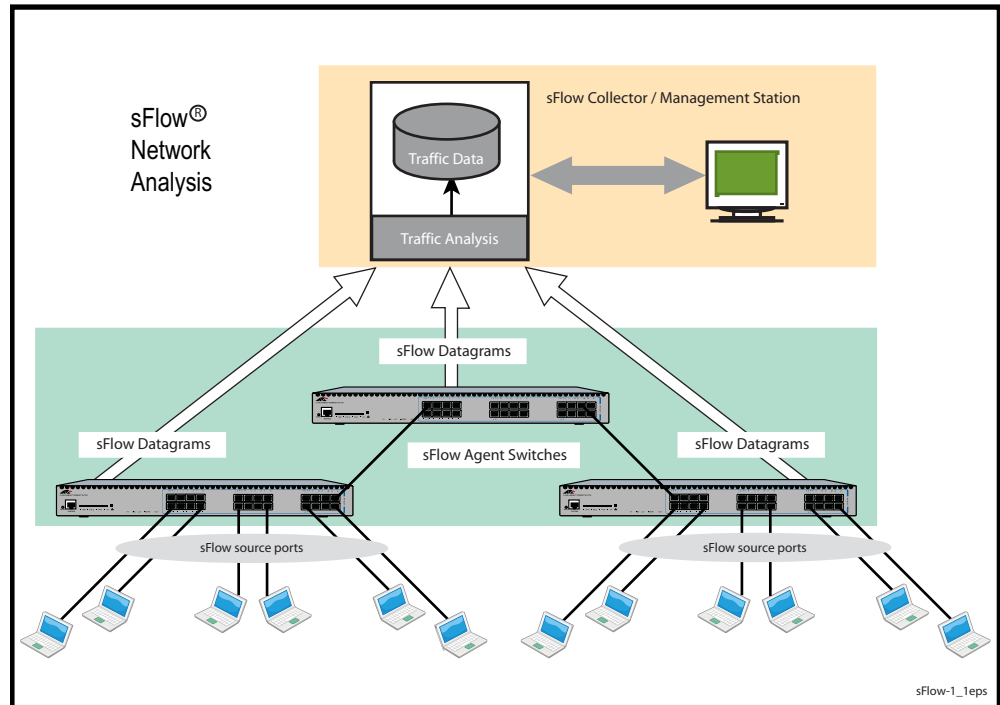 sFlow®
Network
Analysis
sFlow Collector / Management Station
Traffic Data
Traffic Analysis
sFlow Datagrams
sFlow Datagrams
sFlow Agent Switches
sFlow Datagrams
sFlow source ports
sFlow source ports
sFlow-1_1eps